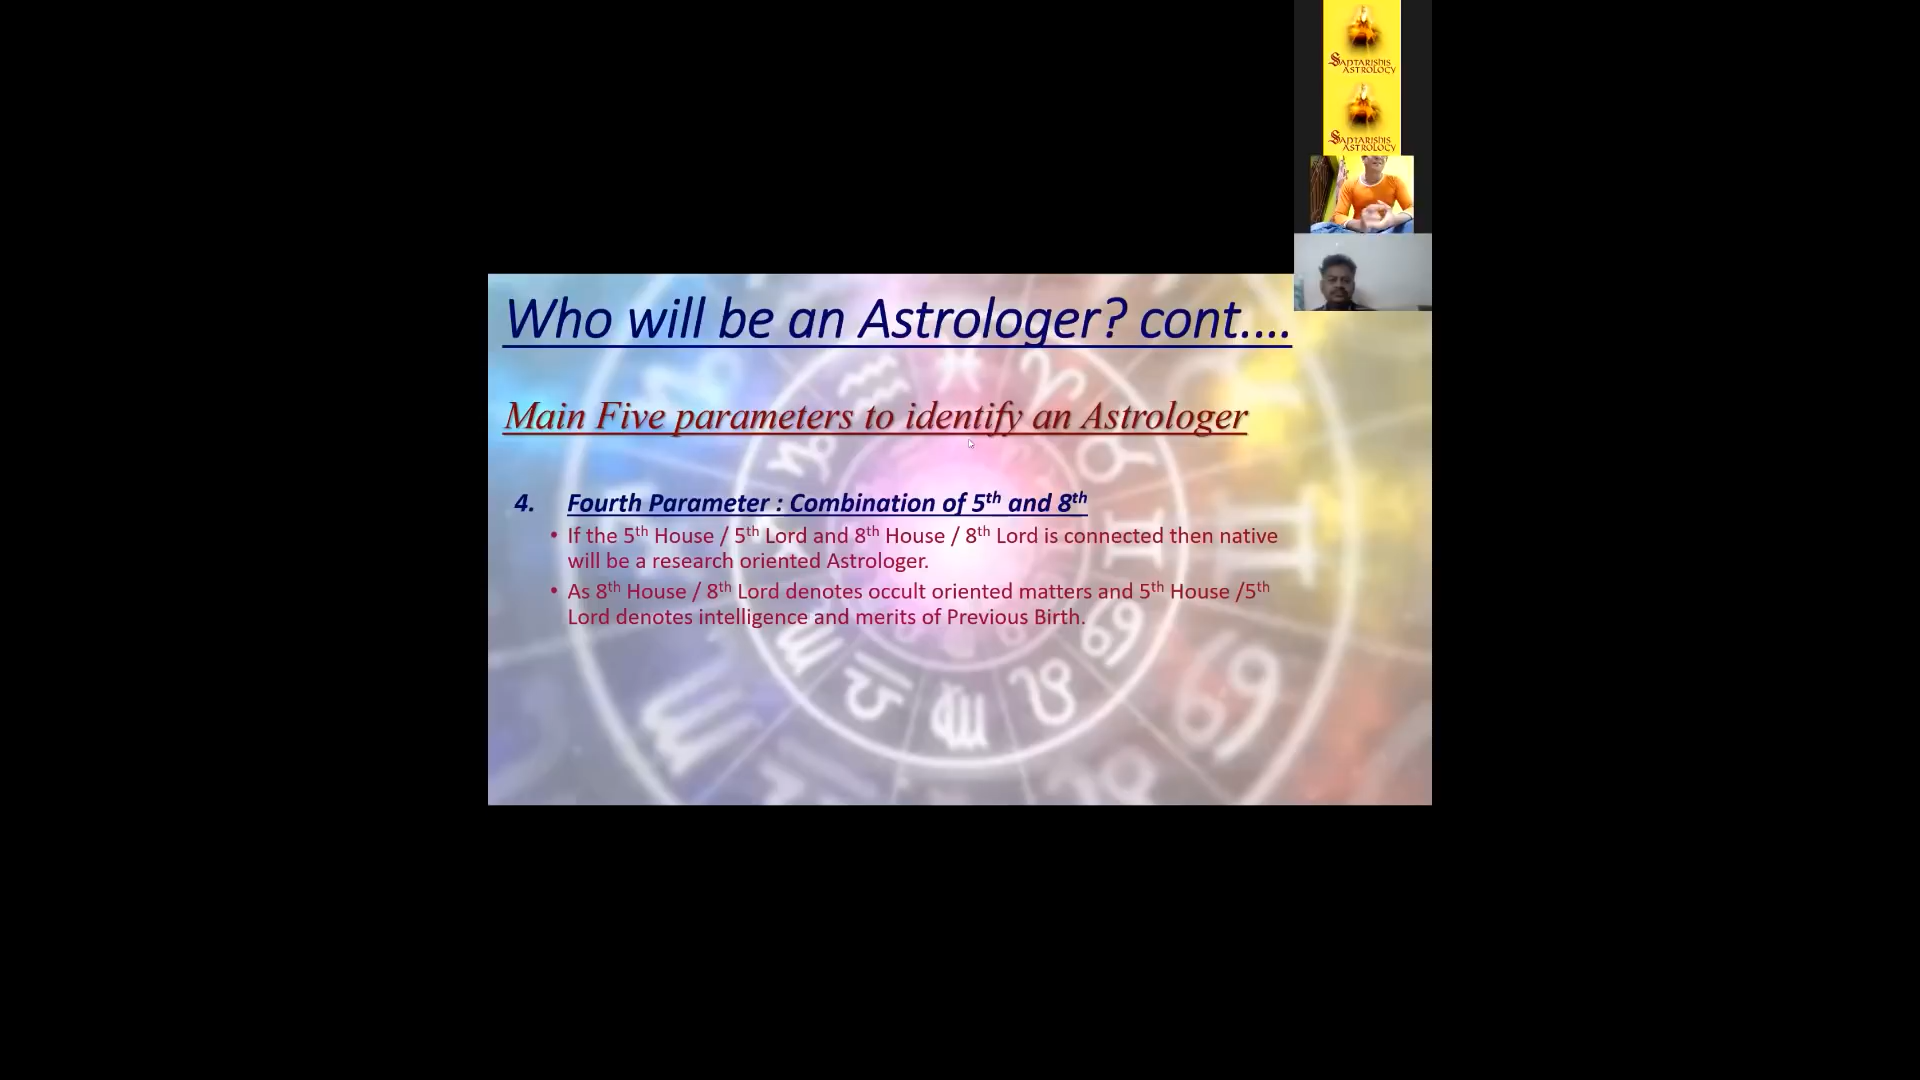 SAPTARISHIS
ASTROLOGY
SAPTARISHIS
ASTROLOGY
Who will be an Astrologer? cont....
Main Five parameters to identify an Astrologer
4. Fourth Parameter : Combination of 5th and 8th
• If the 5th House / 5th Lord and 8th House / 8th Lord is connected then native
will be a research oriented Astrologer.
• As 8th House / 8th Lord denotes occult oriented matters and 5th House /5th
Lord denotes intelligence and merits of Previous Birth.